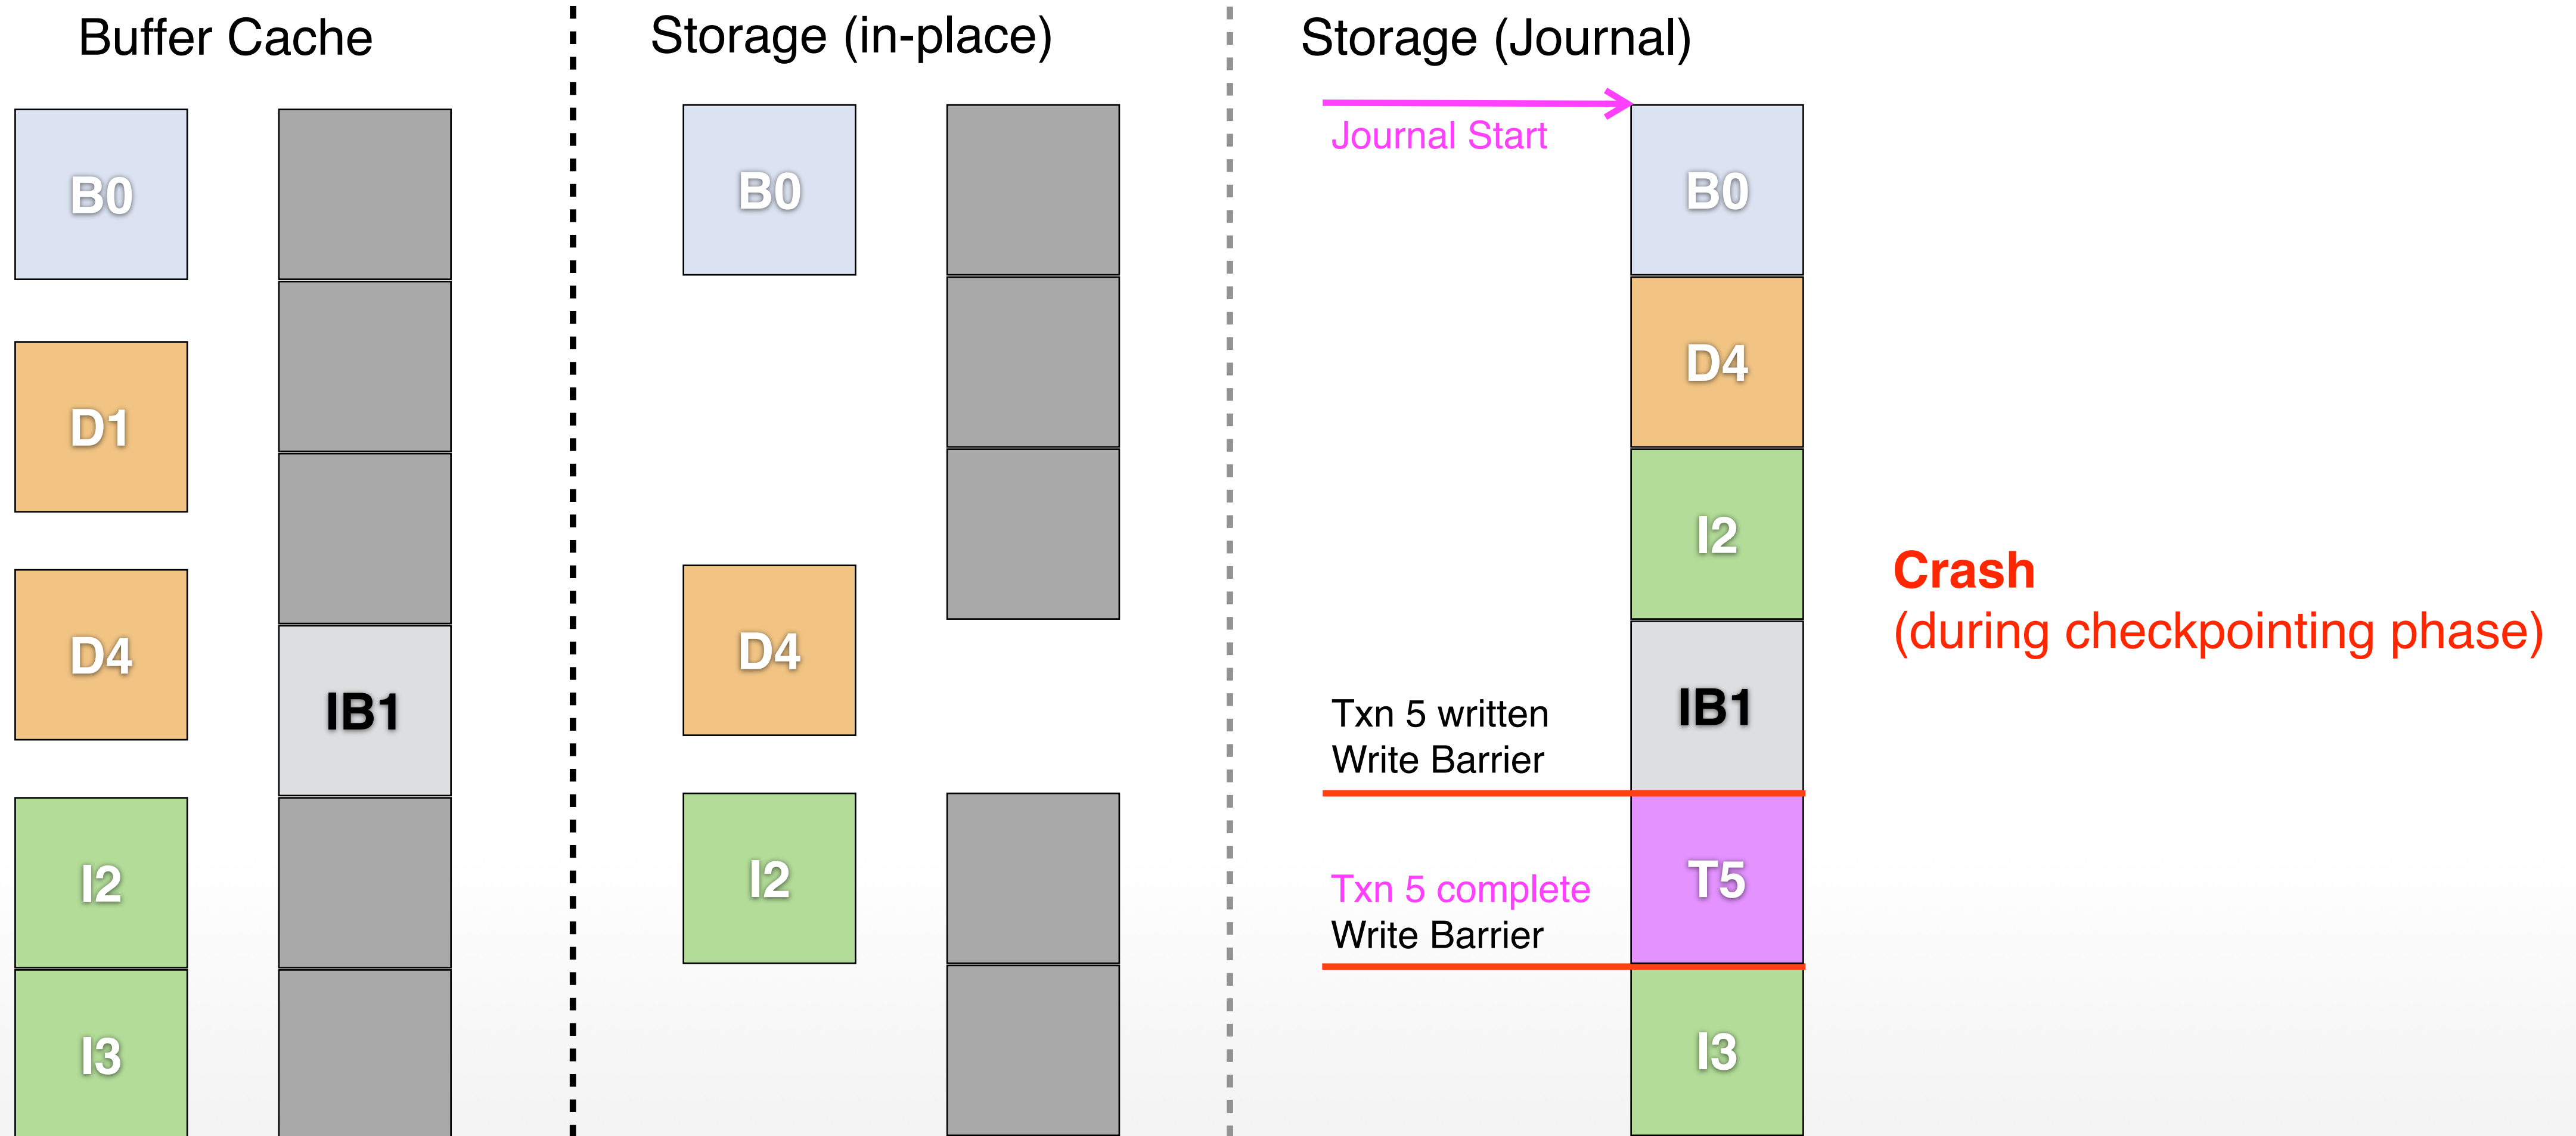 Buffer Cache
B0
D1
D4
I2
I3
IB1
Storage (in-place)
B0
D4
I2
Storage (Journal)
Journal Start
B0
D4
I2
IB1
T5
I3
Txn 5 written
Write Barrier
Txn 5 complete
Write Barrier
Crash
(during checkpointing phase)